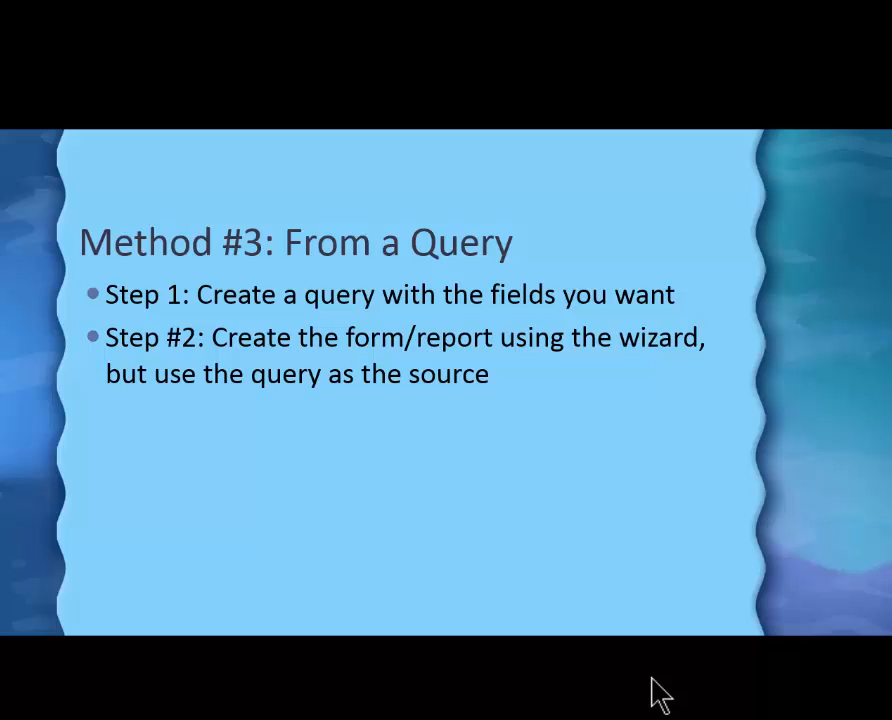 Method #3: From a Query
Step 1: Create a query with the fields you want
Step #2: Create the form/report using the wizard,
but use the query as the source